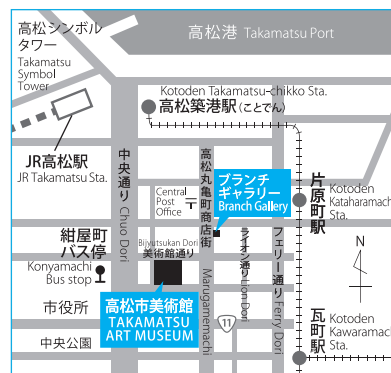 高松シンボル
タワー
Takamatsu
Symbol
Tower
高松港 Takamatsu Port
Kotoden Takamatsu-chikko Sta.
高松築港駅(ことでん)
JR高松駅
JR Takamatsu Sta.
中央通り Chuo Dori
高松丸亀町商店街
Marugamemachi
Central
Post
Office
〒
ブランチ
ギャラリー
Branch Gallery
片原町駅
Kotoden
Kataharamachi
Sta.
紺屋町
バス停
Konyamachi
Bus stop
Bijyutsukan Dori
美術館通り
ライオン通り Lion Dori
フェリー通り Ferry Dori
N
市役所
高松市美術館
TAKAMATSU
ART MUSEUM
11
瓦町駅
Kotoden
Kawaramachi
Sta.
中央公園